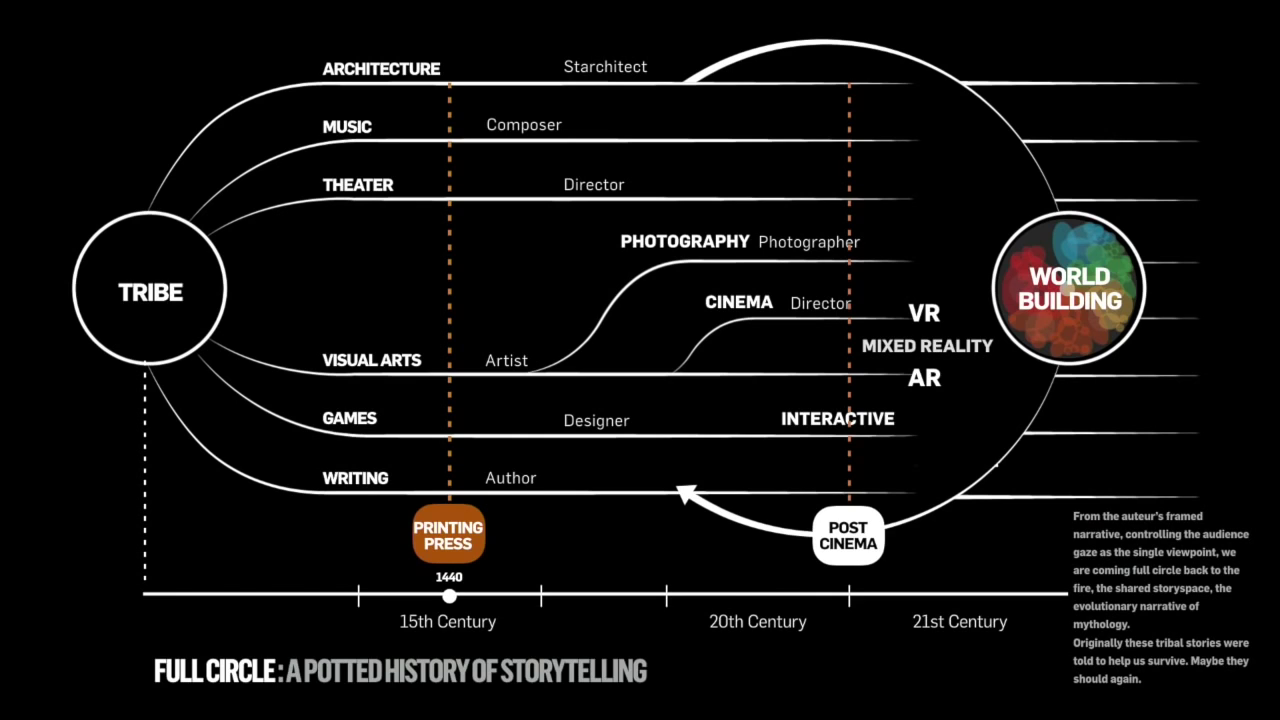 ARCHITECTURE
Starchitect
MUSIC
Composer
THEATER
Director
PHOTOGRAPHY Photographer
CINEMA Director
VR
MIXED REALITY
AR
TRIBE
WORLD
BUILDING
VISUAL ARTS
Artist
GAMES
Designer
INTERACTIVE
WRITING
Author
PRINTING
PRESS
1440
POST
CINEMA
15th Century
20th Century
21st Century
From the auteur's framed
narrative, controlling the audience
gaze as the single viewpoint, we
are coming full circle back to the
fire, the shared storyspace, the
evolutionary narrative of
mythology.
Originally these tribal stories were
told to help us survive. Maybe they
should again.
FULL CIRCLE: A POTTED HISTORY OF STORYTELLING